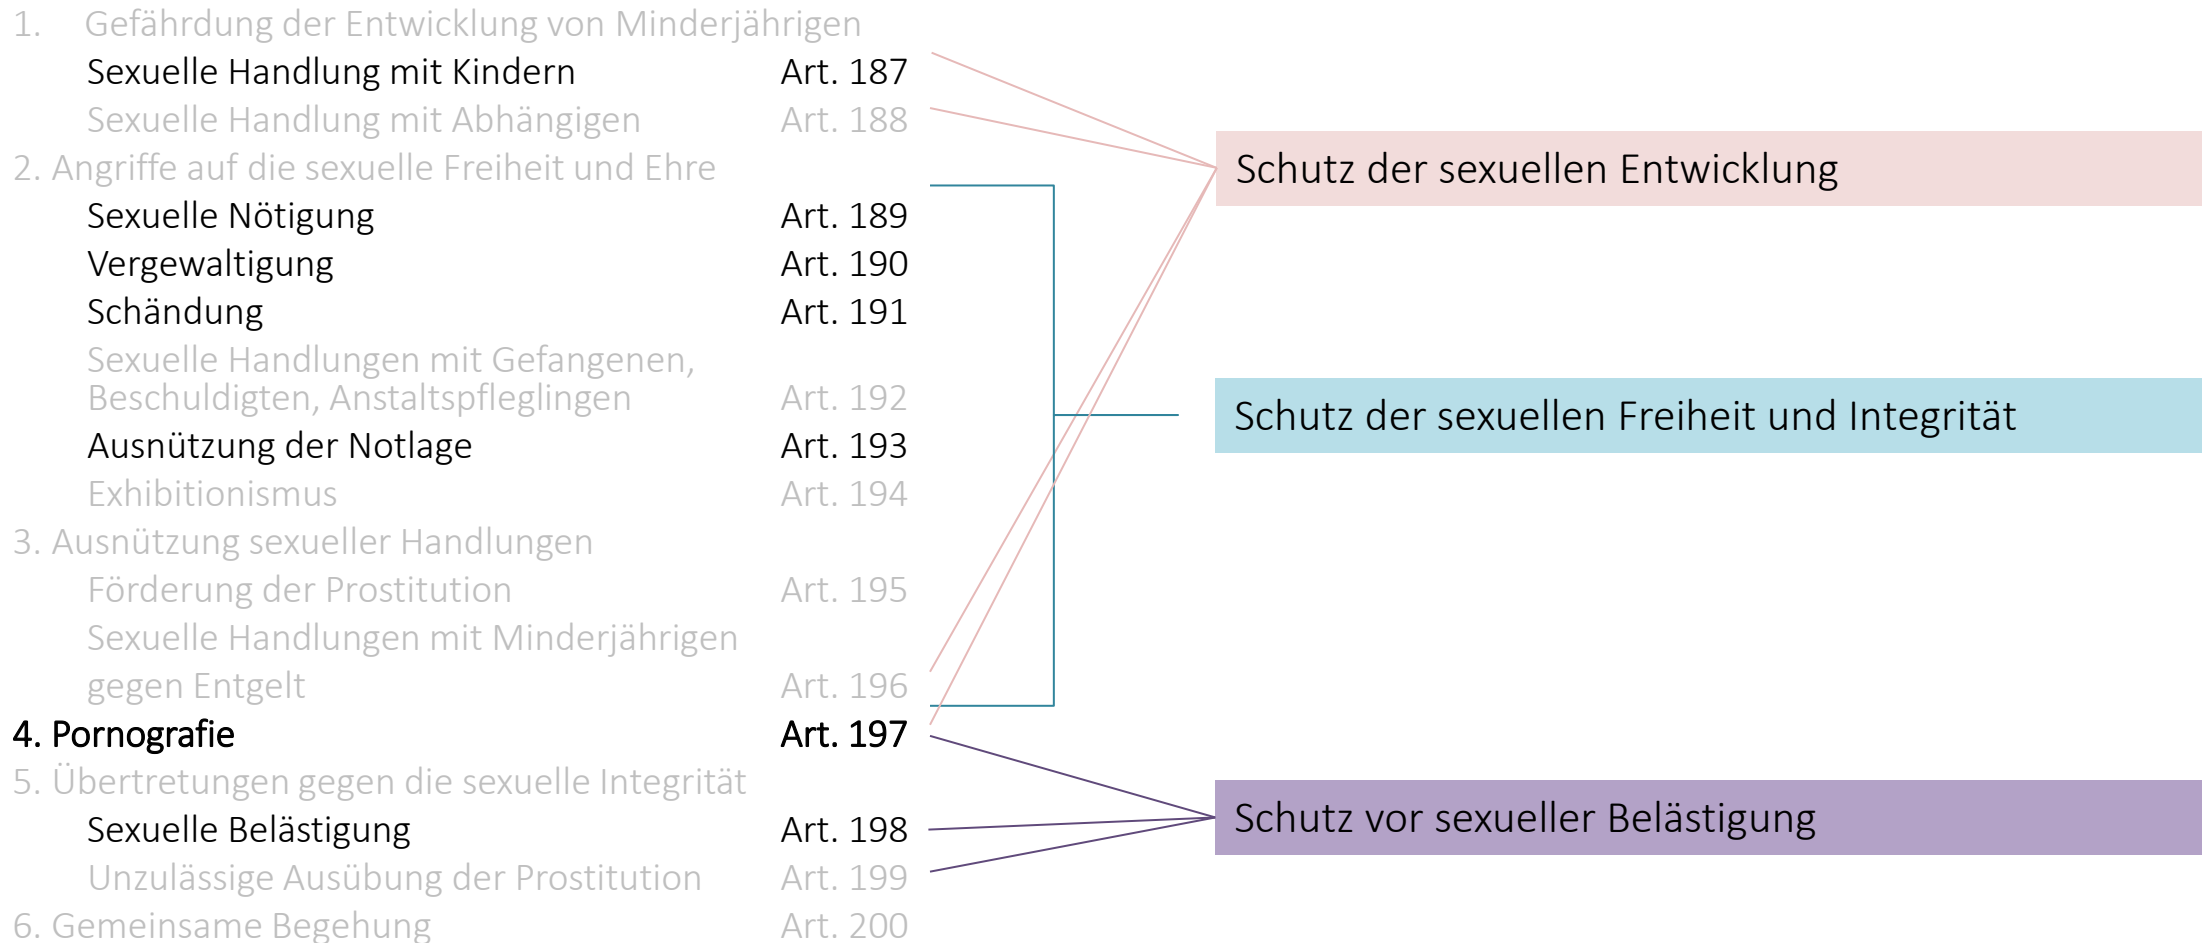 1. Gefährdung der Entwicklung von Minderjährigen
Sexuelle Handlung mit Kindern Art. 187
Sexuelle Handlung mit Abhängigen Art. 188
2. Angriffe auf die sexuelle Freiheit und Ehre
Sexuelle Nötigung Art. 189
Vergewaltigung Art. 190
Schändung Art. 191
Sexuelle Handlungen mit Gefangenen,
Beschuldigten, Anstaltspfleglingen Art. 192
Ausnützung der Notlage Art. 193
Exhibitionismus Art. 194
3. Ausnützung sexueller Handlungen
Förderung der Prostitution Art. 195
Sexuelle Handlungen mit Minderjährigen
gegen Entgelt Art. 196
4. Pornografie Art. 197
5. Übertretungen gegen die sexuelle Integrität
Sexuelle Belästigung Art. 198
Unzulässige Ausübung der Prostitution Art. 199
6. Gemeinsame Begehung Art. 200
Schutz der sexuellen Entwicklung
Schutz der sexuellen Freiheit und Integrität
Schutz vor sexueller Belästigung